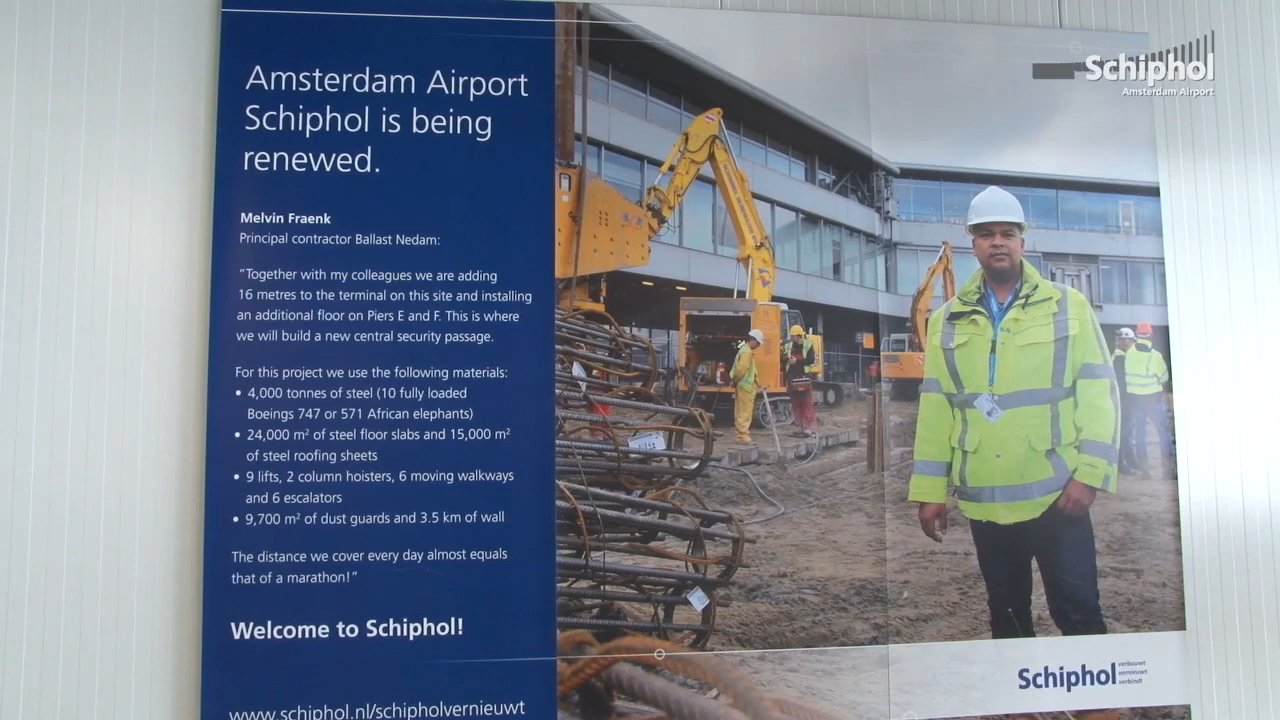 Schiphol
Amsterdam Airport
Amsterdam Airport
Schiphol is being
renewed.
Melvin Fraenk
Principal contractor Ballast Nedam:
“Together with my colleagues we are adding
16 metres to the terminal on this site and installing
an additional floor on Piers E and F. This is where
we will build a new central security passage.
For this project we use the following materials:
• 4,000 tonnes of steel (10 fully loaded
Boeings 747 or 571 African elephants)
• 24,000 m² of steel floor slabs and 15,000 m²
of steel roofing sheets
• 9 lifts, 2 column hoisters, 6 moving walkways
and 6 escalators
• 9,700 m² of dust guards and 3.5 km of wall
The distance we cover every day almost equals
that of a marathon!”
Welcome to Schiphol!
www.schiphol.nl/schipholvernieuwt
Schiphol
verbouwt
vernieuwt
verbindt